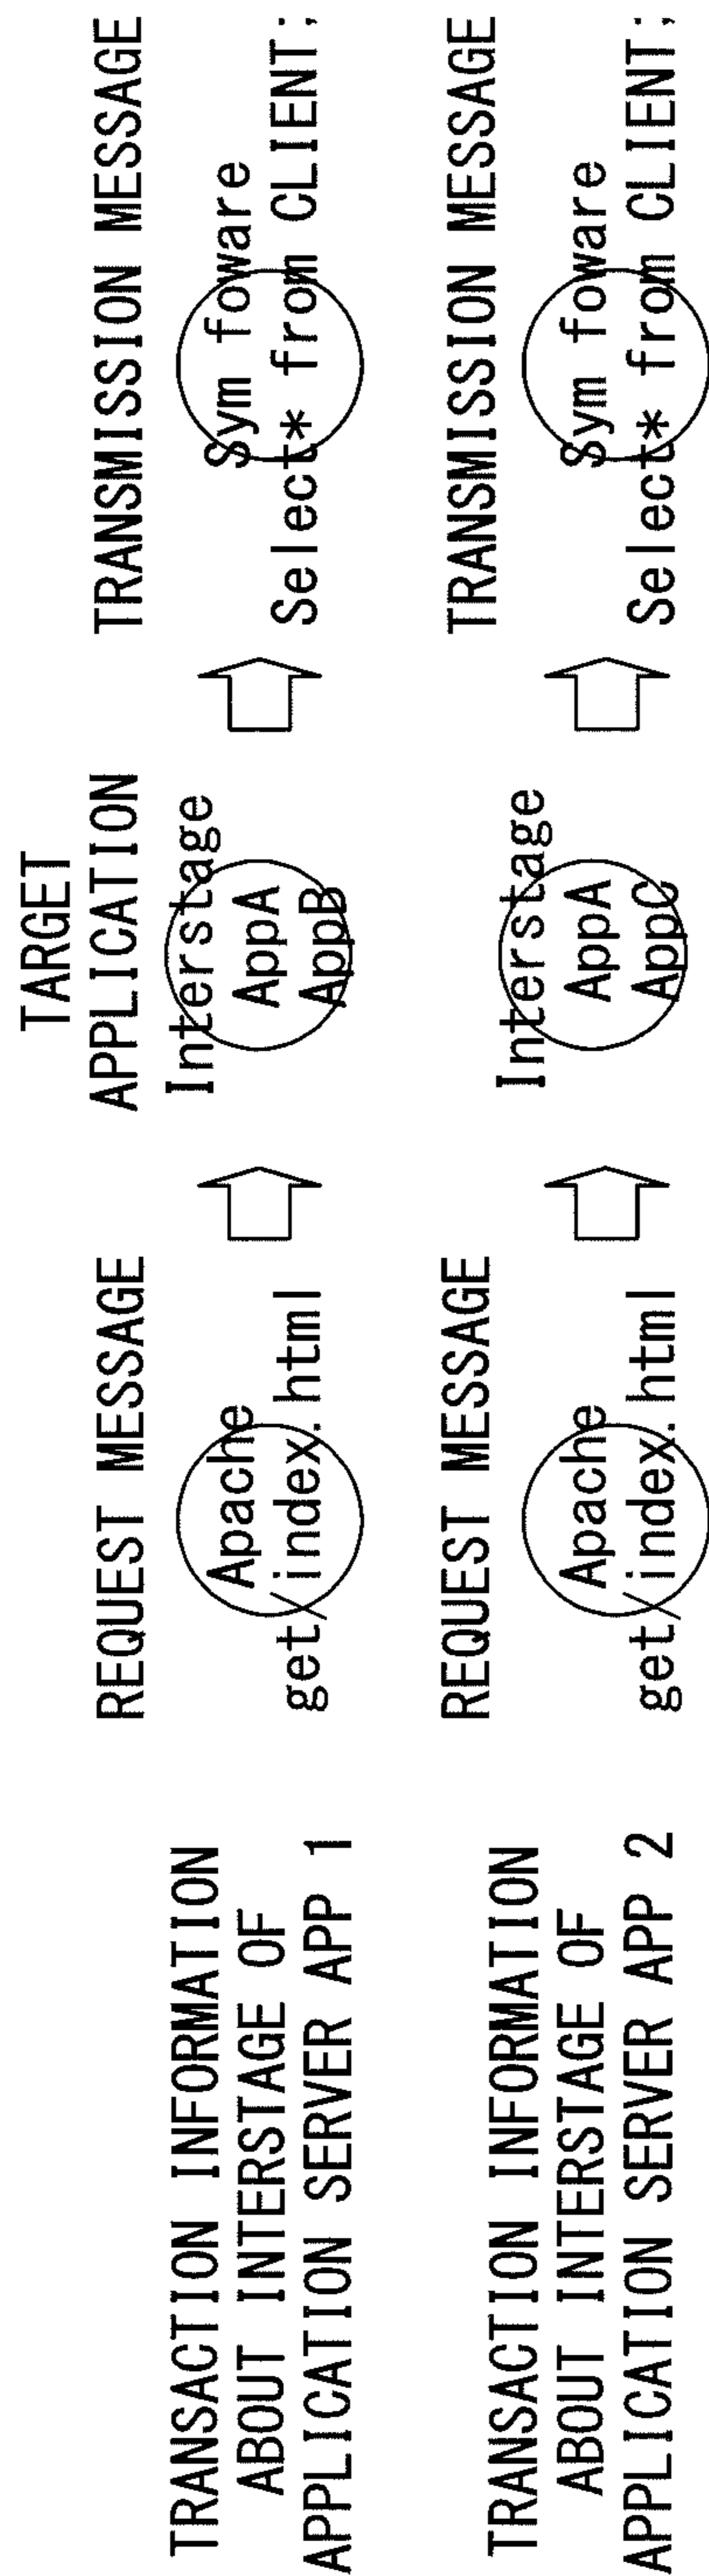 TRANSACTION INFORMATION
ABOUT INTERSTAGE OF
APPLICATION SERVER APP 1
REQUEST MESSAGE
Apache
get/index.html
TARGET
APPLICATION
Interstage
AppA
AppB
TRANSMISSION MESSAGE
Sym foware
Select* from CLIENT;
TRANSACTION INFORMATION
ABOUT INTERSTAGE OF
APPLICATION SERVER APP 2
REQUEST MESSAGE
Apache
get/index.html
Interstage
AppA
AppC
TRANSMISSION MESSAGE
Sym foware
Select* from CLIENT;